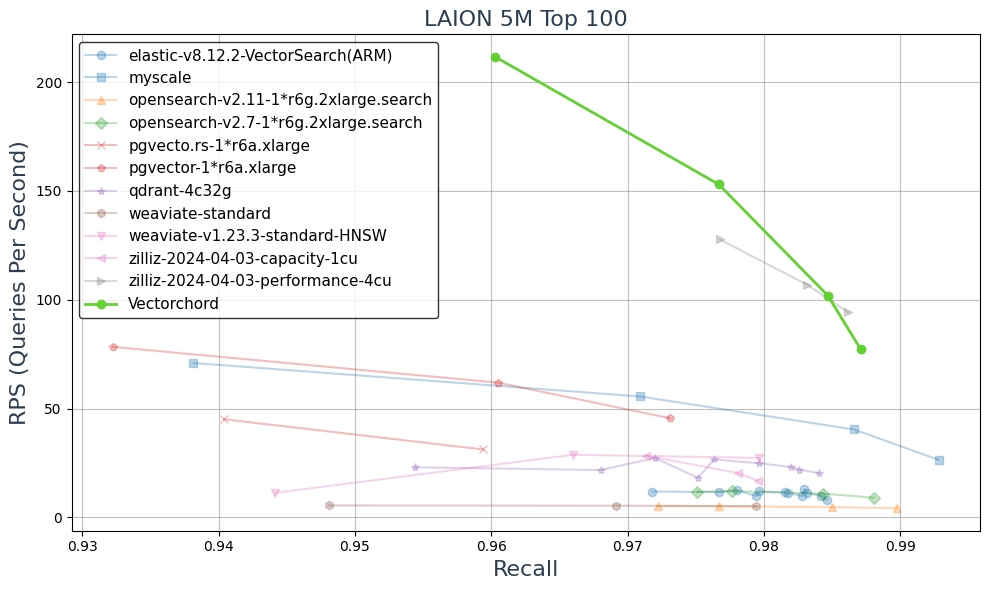 LAION 5M Top 100
elastic-v8.12.2-VectorSearch(ARM)
myscale
opensearch-v2.11-1*r6g.2xlarge.search
opensearch-v2.7-1*r6g.2xlarge.search
pgvecto.rs-1*r6a.xlarge
pgvector-1*r6a.xlarge
qdrant-4c32g
weaviate-standard
weaviate-v1.23.3-standard-HNSW
zilliz-2024-04-03-capacity-1cu
zilliz-2024-04-03-performance-4cu
Vectorchord
RPS (Queries Per Second)
200
150
100
50
0
0.93 0.94 0.95 0.96 0.97 0.98 0.99
Recall